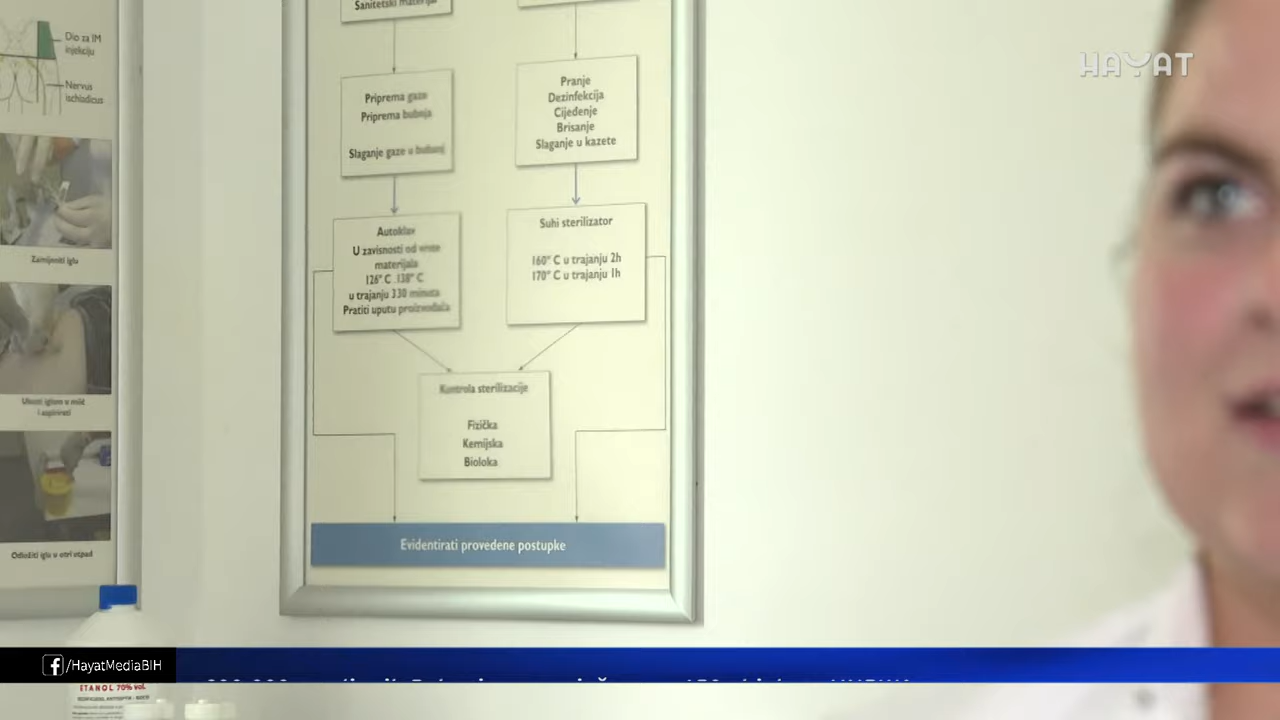 Dio za IM
injekciju
Nervus
ischiadicus
Zamijeniti iglu
Ubosti iglom u mišić
i aspirirati
Odložiti iglu u oštri otpad
Sanitetski materijal
Priprema gaze
Priprema bubnja
Slaganje gaze u bubanj
Autoklav
U zavisnosti od vrste
materijala
126° C 138° C
u trajanju 330 minuta
Pratiti uputu proizvođača
Pranje
Dezinfekcija
Cijeđenje
Brisanje
Slaganje u kazete
Suhi sterilizator
160° C u trajanju 2h
170° C u trajanju 1h
Kontrola sterilizacije
Fizička
Kemijska
Biološka
Evidentirati provedene postupke
HAYAT
/HayatMediaBIH
ETANOL 70% vol.